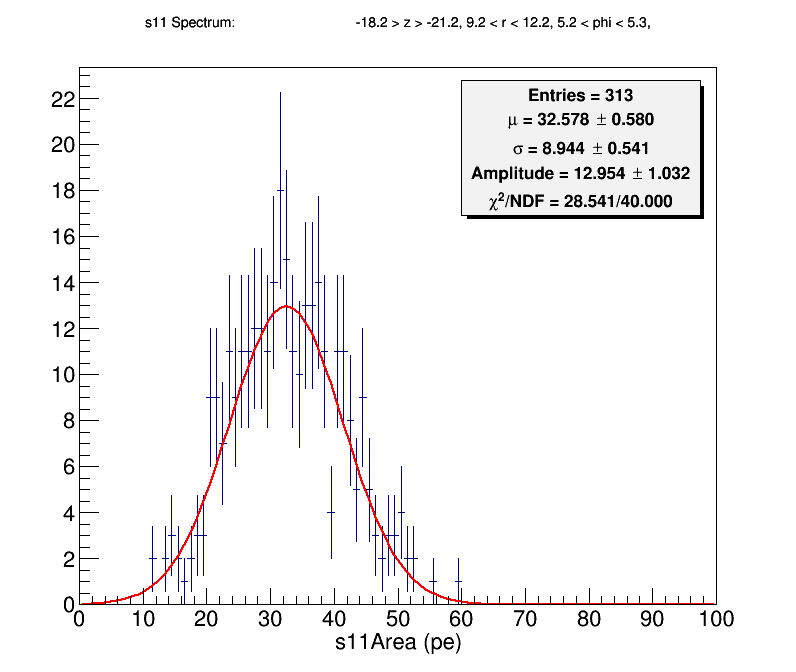 s11 Spectrum: -18.2 > z > -21.2, 9.2 < r < 12.2, 5.2 < phi < 5.3,
Entries = 313
μ = 32.578 ± 0.580
σ = 8.944 ± 0.541
Amplitude = 12.954 ± 1.032
χ²/NDF = 28.541/40.000
22
20
18
16
14
12
10
8
6
4
2
0
0 10 20 30 40 50 60 70 80 90 100
s11Area (pe)